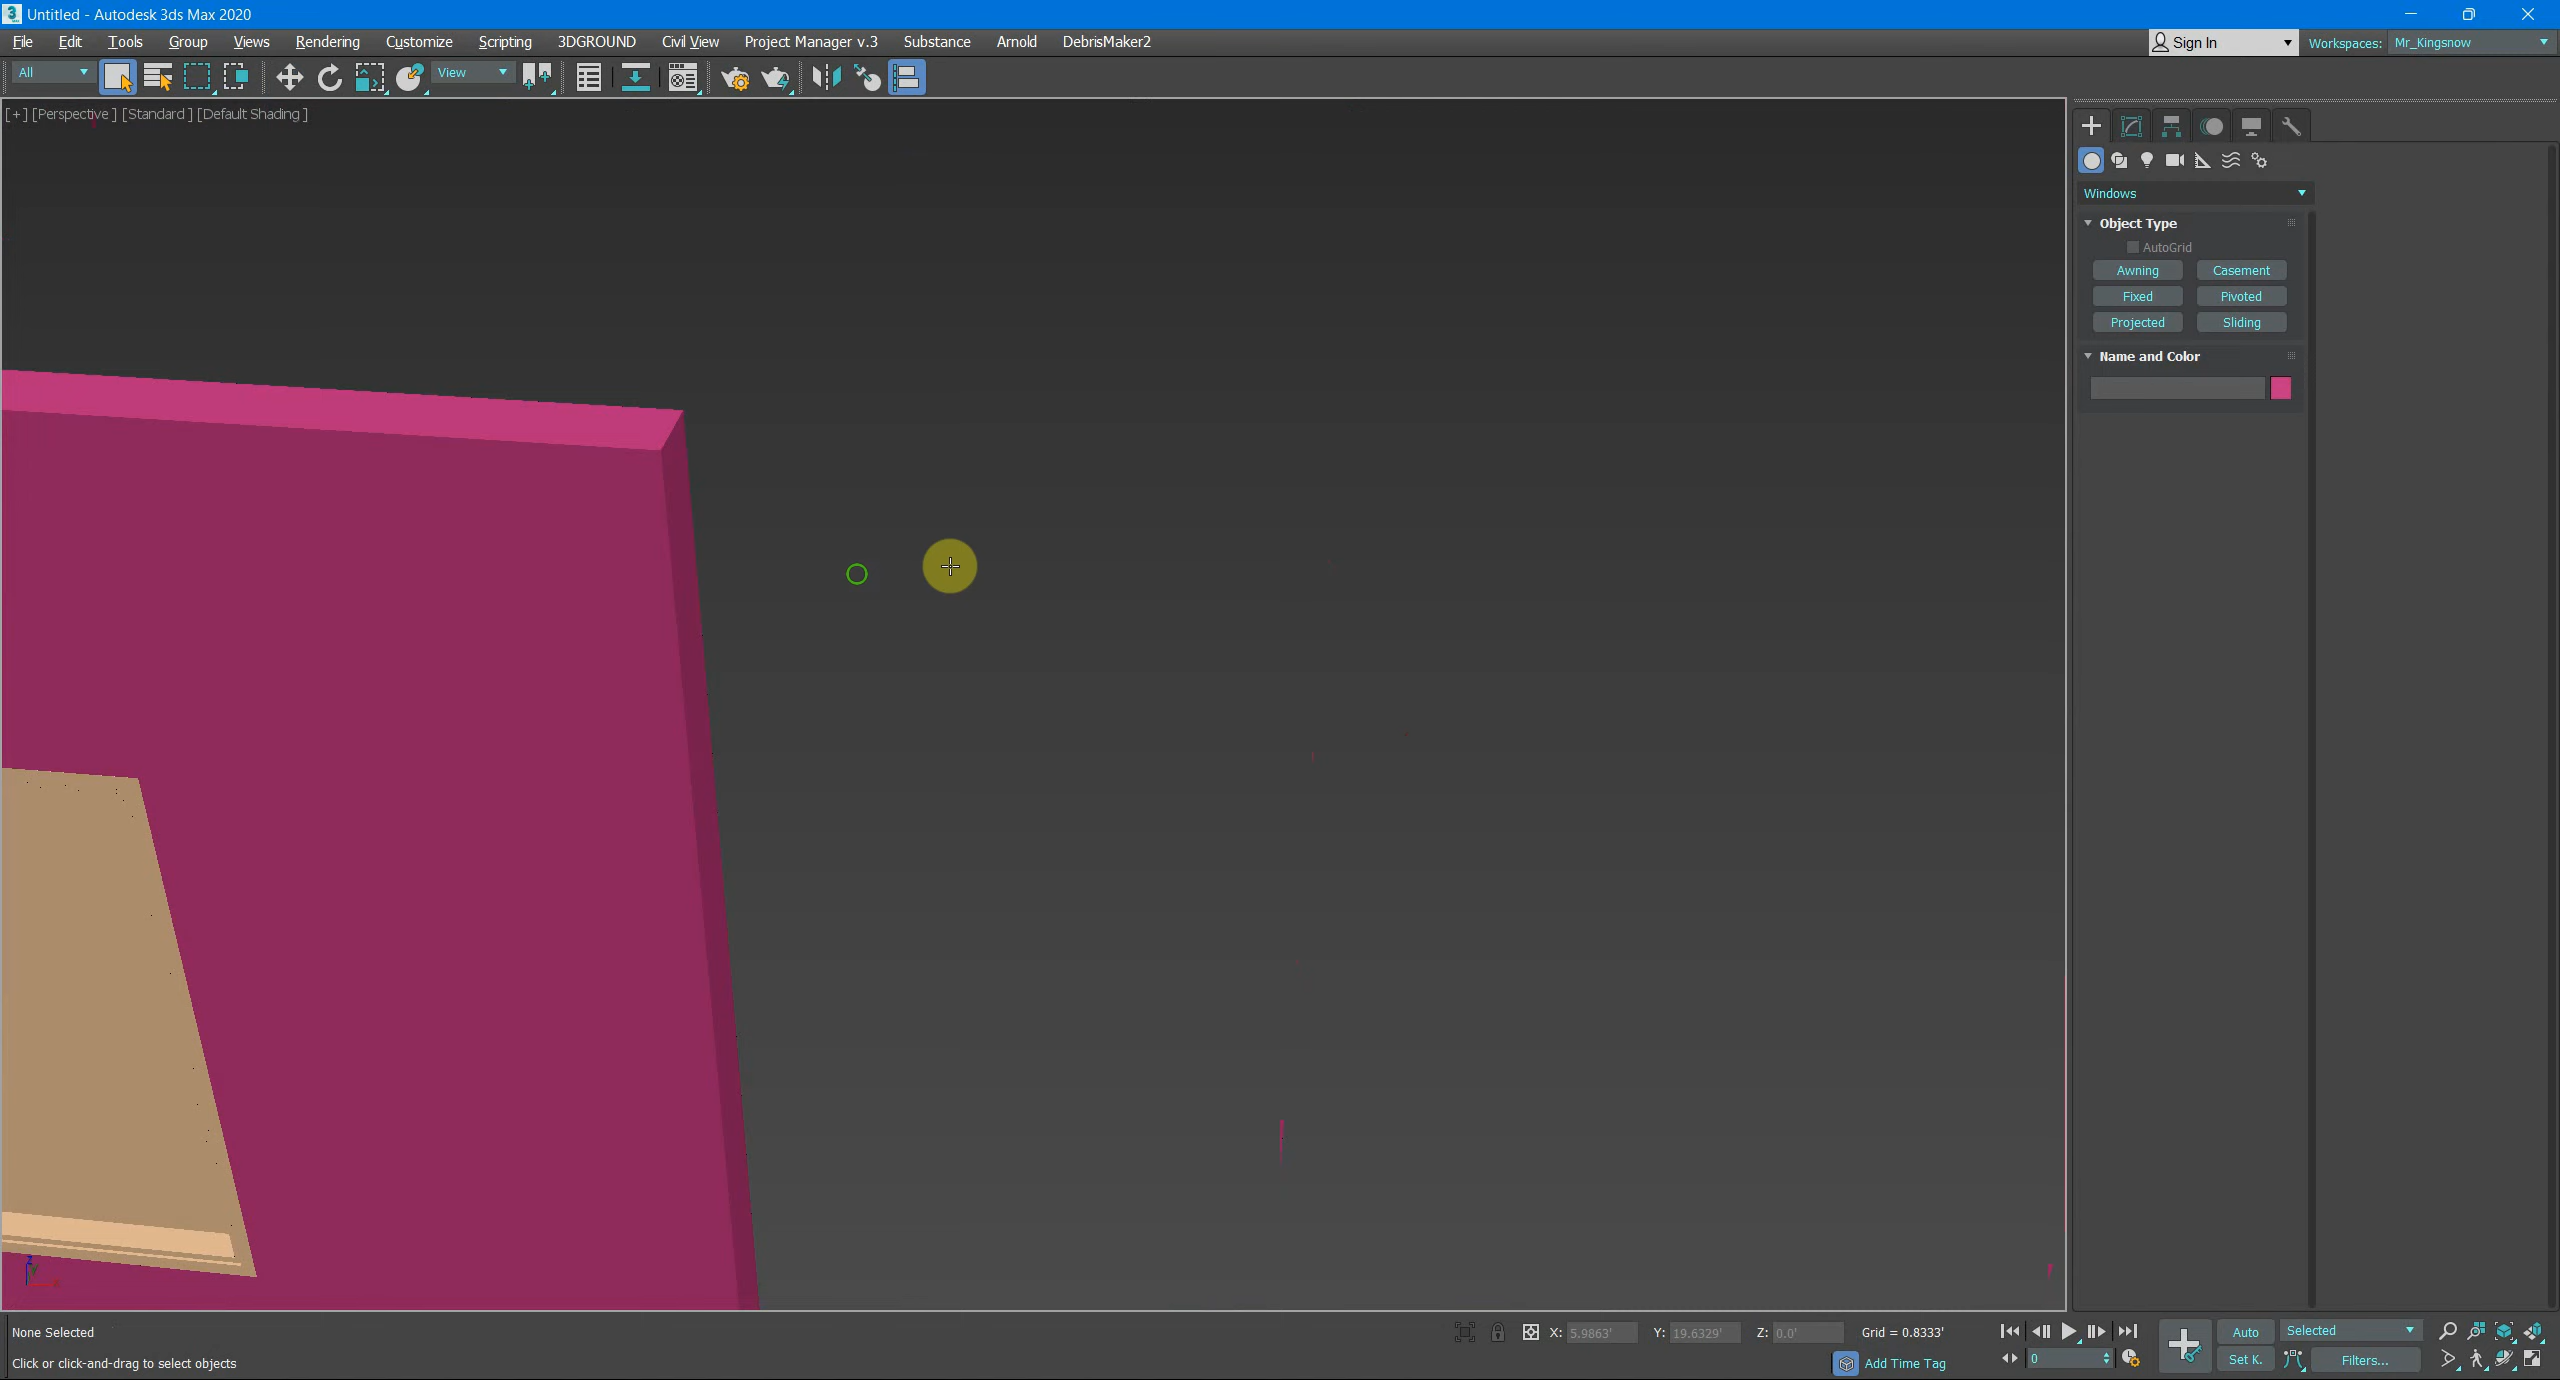 Untitled - Autodesk 3ds Max 2020
File Edit Tools Group Views Rendering Customize Scripting 3DGROUND Civil View Project Manager v.3 Substance Arnold DebrisMaker2
Sign In
Workspaces: Mr_Kingsnow
All
View
[+] [Perspective ] [Standard ] [Default Shading ]
Windows
Object Type
AutoGrid
Awning Casement
Fixed Pivoted
Projected Sliding
Name and Color
None Selected
X: 5.9863' Y: 19.6329' Z: 0.0' Grid = 0.8333'
Auto Selected
Click or click-and-drag to select objects
Add Time Tag
0
Set K. Filters...